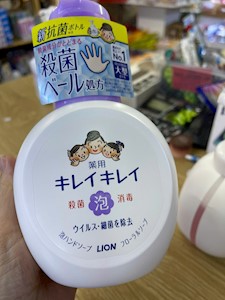 抗菌ボトル
殺菌
ベール処方
No.1
薬用
キレイキレイ
殺菌 泡 消毒
ウイルス・細菌を除去
泡ハンドソープ LION フローラルソープ